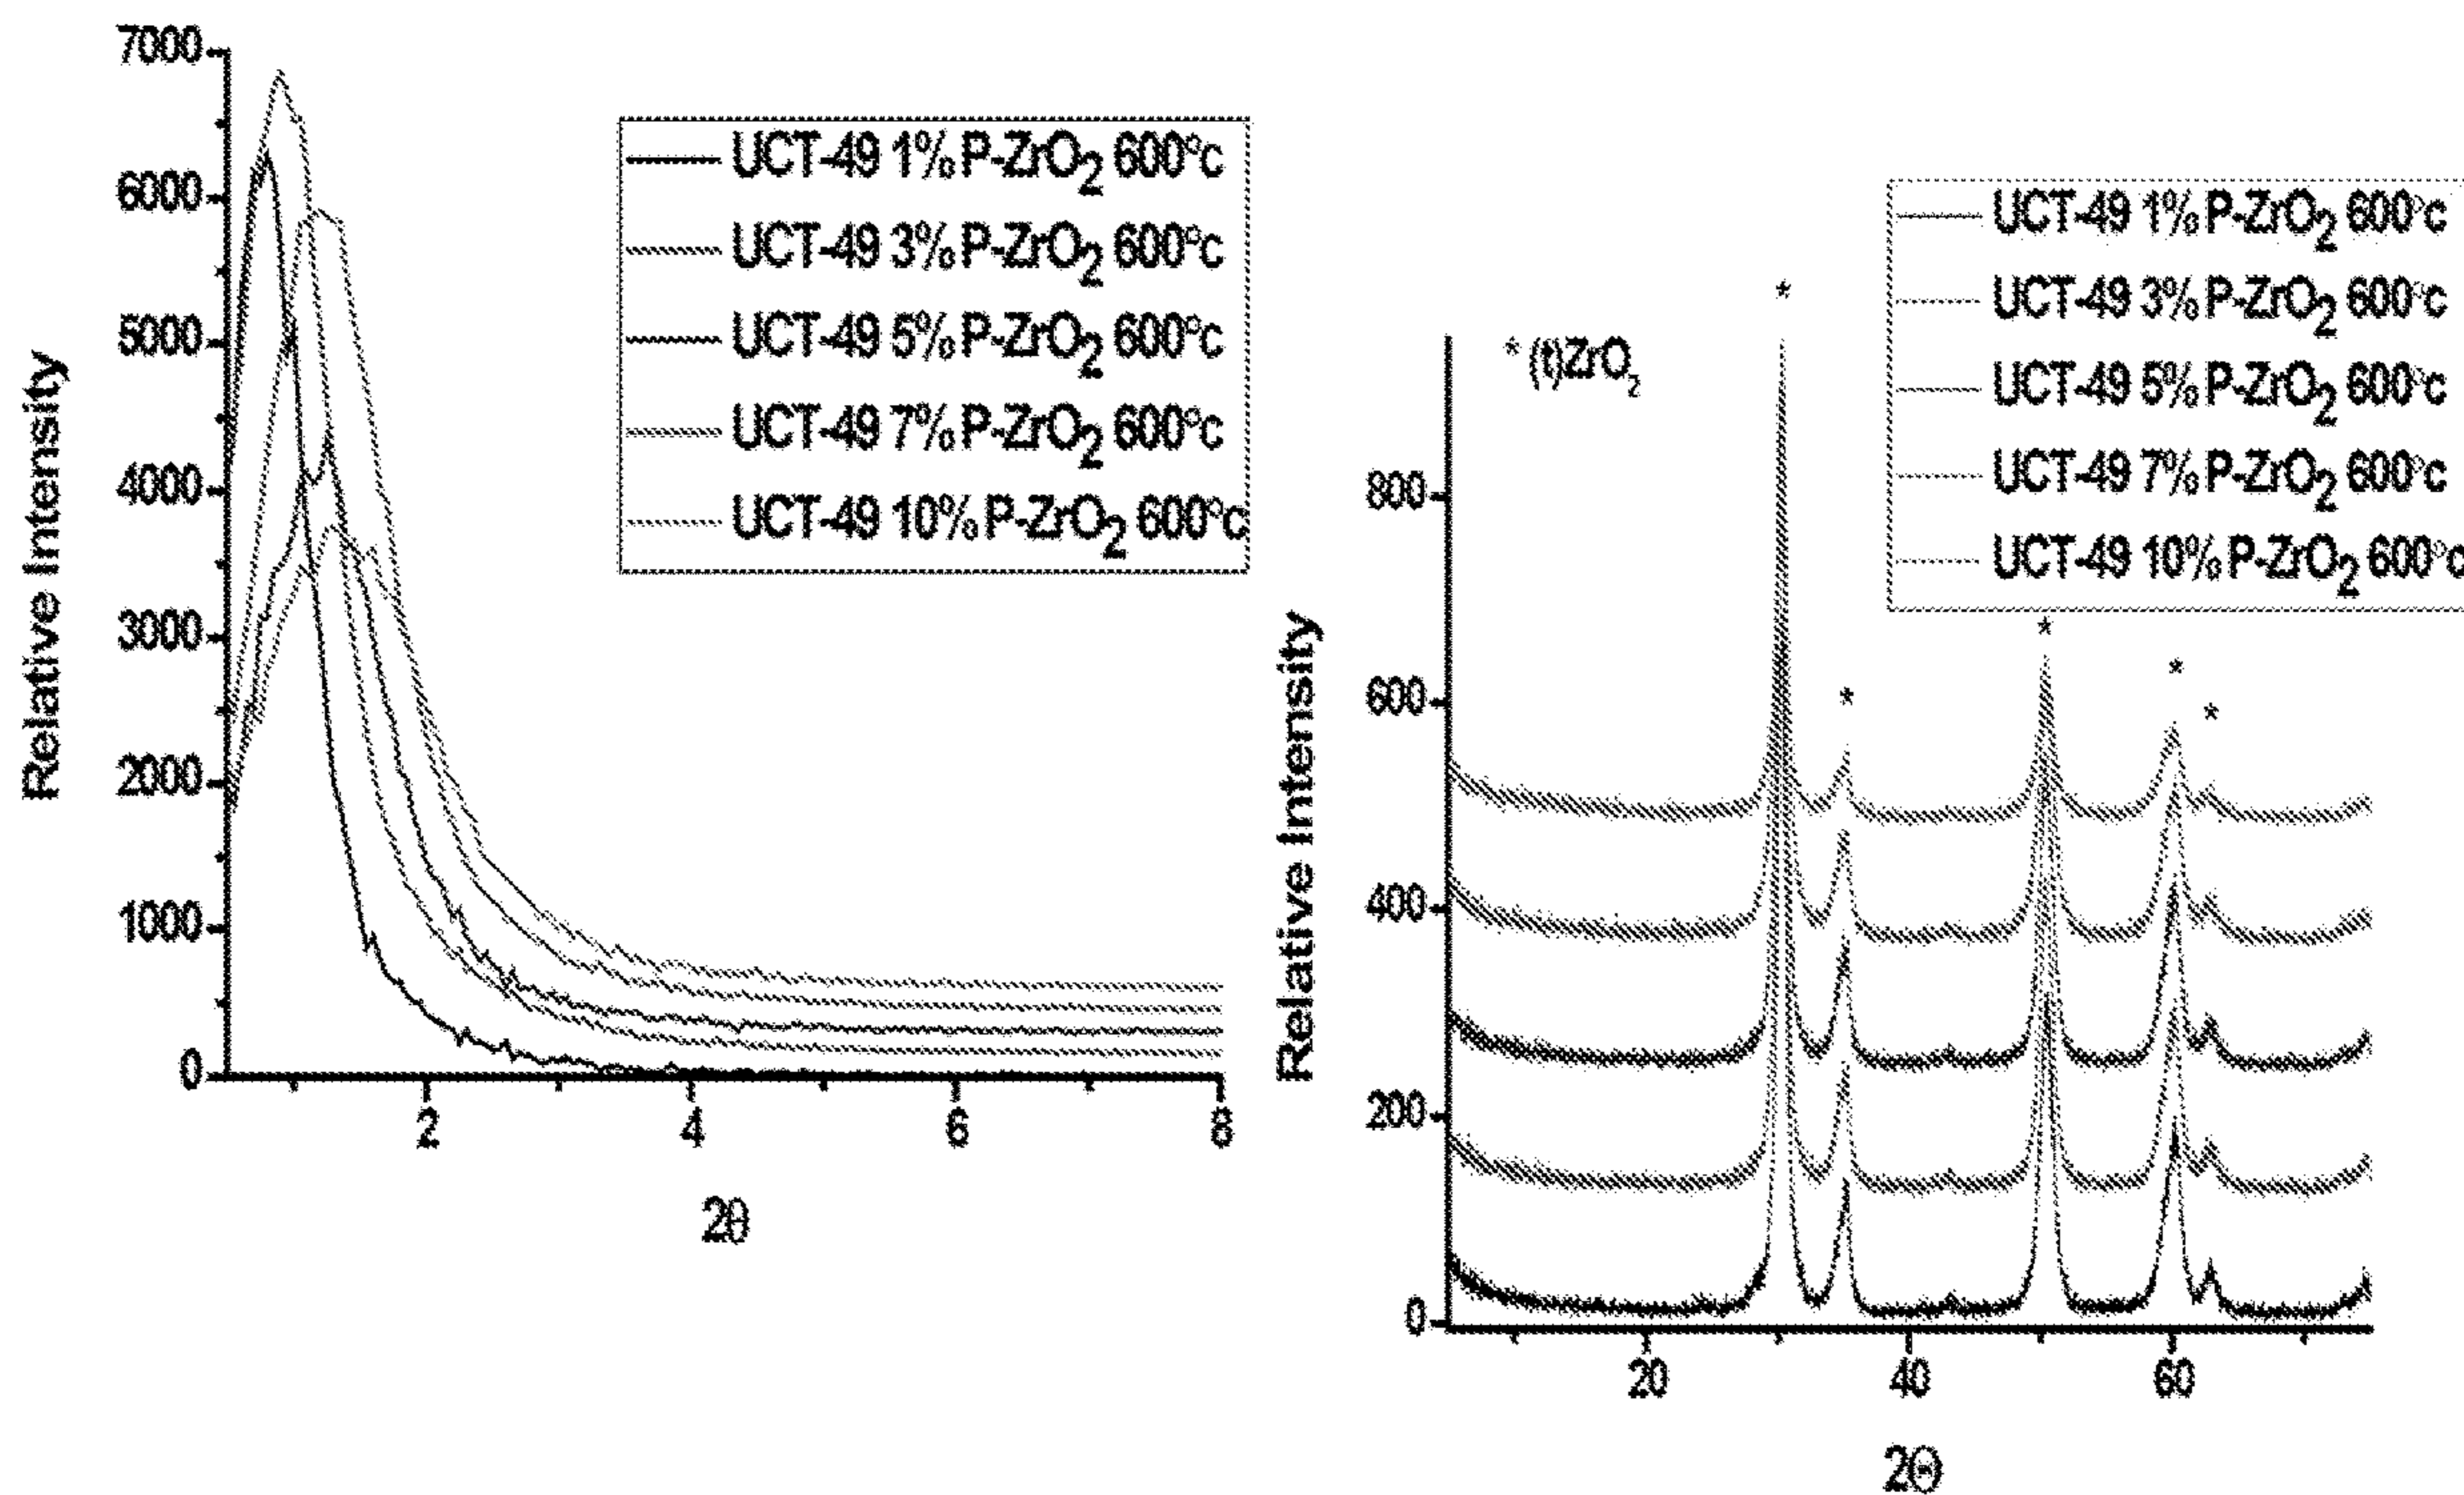 7000
6000
5000
4000
3000
2000
1000
0
Relative Intensity
2
4
6
8
2θ
UCT-49 1% P-ZrO₂ 600°c
UCT-49 3% P-ZrO₂ 600°c
UCT-49 5% P-ZrO₂ 600°c
UCT-49 7% P-ZrO₂ 600°c
UCT-49 10% P-ZrO₂ 600°c
* (t)ZrO₂
800
600
400
200
0
Relative Intensity
20
40
60
2Θ
UCT-49 1% P-ZrO₂ 600°c
UCT-49 3% P-ZrO₂ 600°c
UCT-49 5% P-ZrO₂ 600°c
UCT-49 7% P-ZrO₂ 600°c
UCT-49 10% P-ZrO₂ 600°c
*
*
*
*
*